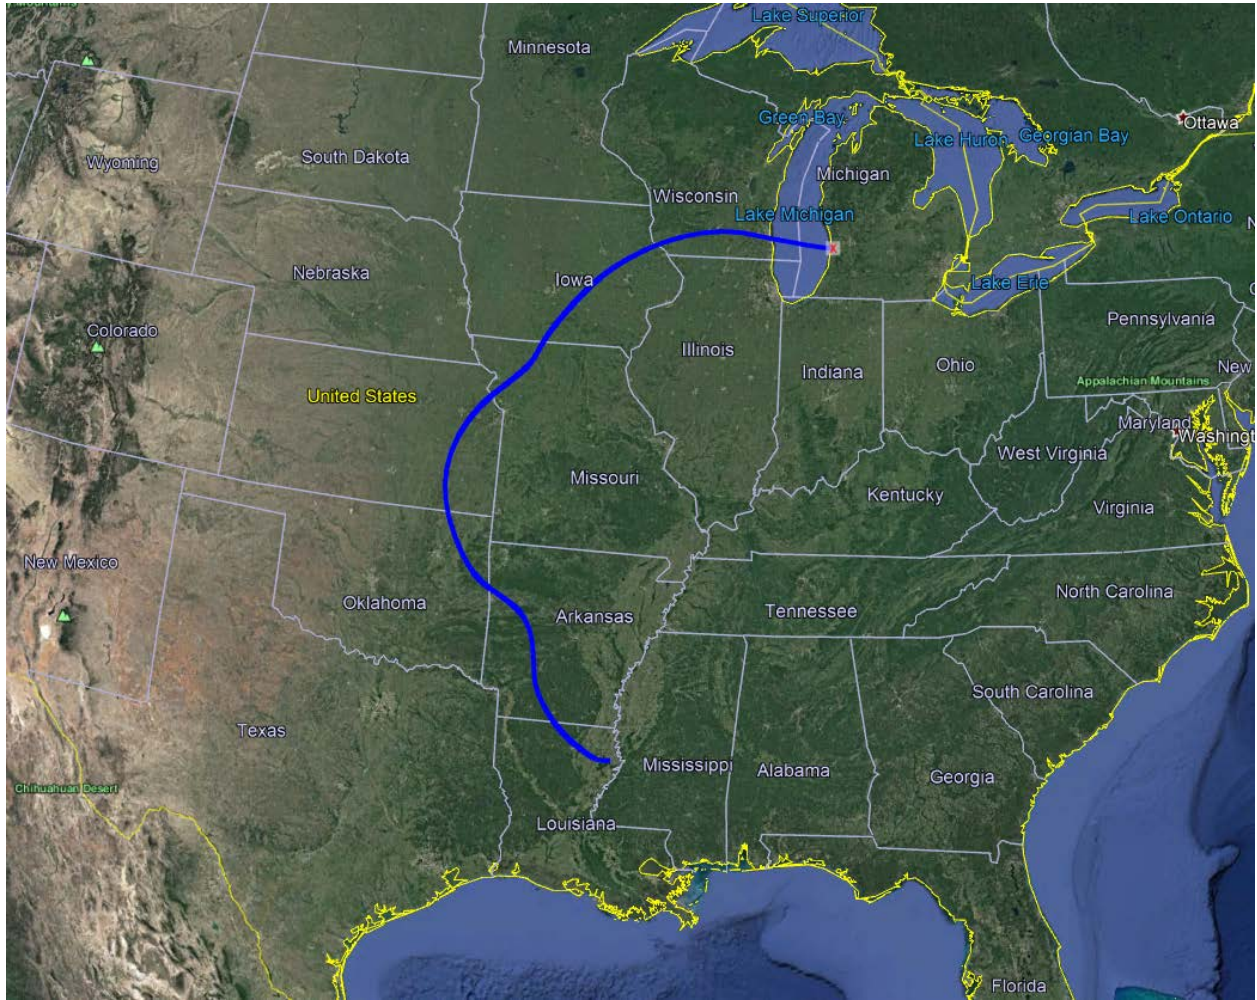 Lake Superior
Minnesota
Green Bay
Ottawa
Georgian Bay
Lake Huron
Wyoming
South Dakota
Michigan
Wisconsin
Lake Michigan
Lake Ontario
x
Nebraska
Iowa
Lake Erie
Pennsylvania
Colorado
Illinois
Indiana
Ohio
New
Appalachian Mountains
United States
Maryland
Washingt
West Virginia
Missouri
Kentucky
Virginia
New Mexico
Oklahoma
Arkansas
Tennessee
North Carolina
South Carolina
Texas
Mississippi
Alabama
Georgia
Chihuahuan Desert
Louisiana
Florida